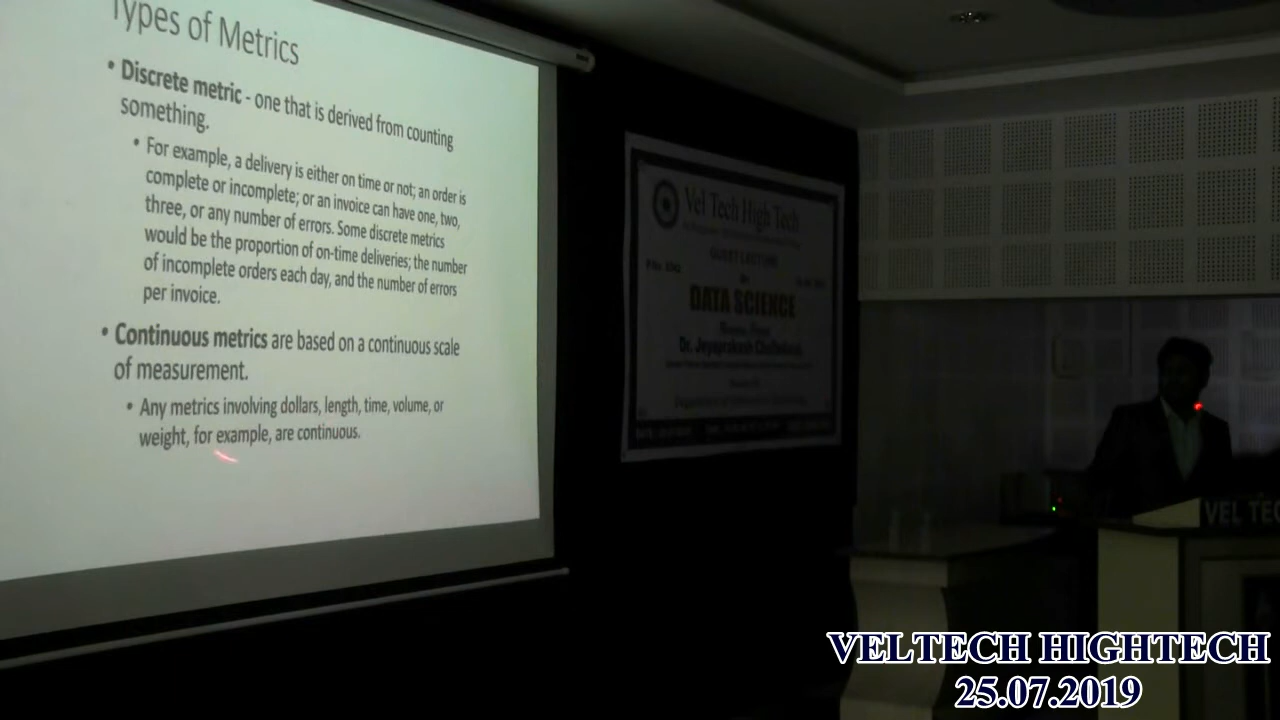 Types of Metrics
• Discrete metric - one that is derived from counting
something.
• For example, a delivery is either on time or not; an order is
complete or incomplete; or an invoice can have one, two,
three, or any number of errors. Some discrete metrics
would be the proportion of on-time deliveries; the number
of incomplete orders each day, and the number of errors
per invoice.
• Continuous metrics are based on a continuous scale
of measurement.
• Any metrics involving dollars, length, time, volume, or
weight, for example, are continuous.
Vel Tech High Tech
GUEST LECTURE
DATA SCIENCE
Dr. Jeyaprakash
Department of
VEL TEC
VELTECH HIGHTECH
25.07.2019